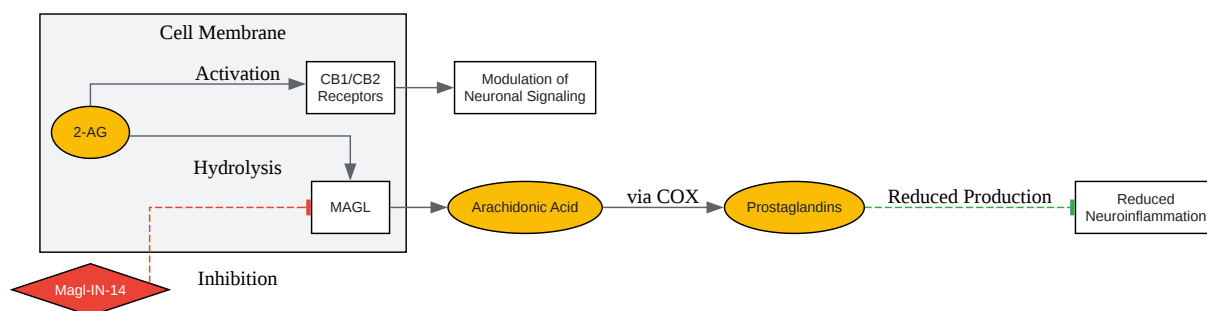 Cell Membrane
Activation
CB1/CB2
Receptors
Modulation of
Neuronal Signaling
2-AG
Hydrolysis
MAGL
Arachidonic Acid
via COX
Prostaglandins
Reduced Production
Reduced
Neuroinflammation
Inhibition
Magl-IN-14